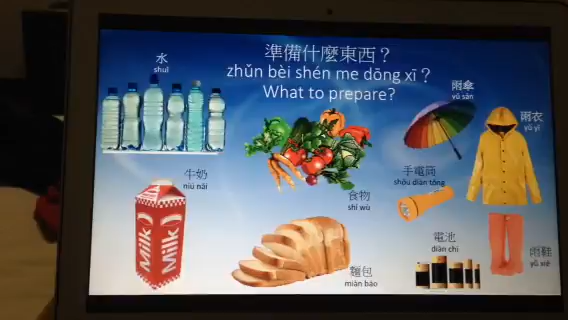 準備什麼東西？
zhǔn bèi shén me dōng xī？
What to prepare?
水
shuǐ
雨傘
yǔ sǎn
雨衣
yǔ yī
牛奶
niú nǎi
食物
shí wù
手電筒
shǒu diàn tǒng
Milk
Milk
麵包
miàn bāo
電池
diàn chí
雨鞋
yǔ xié